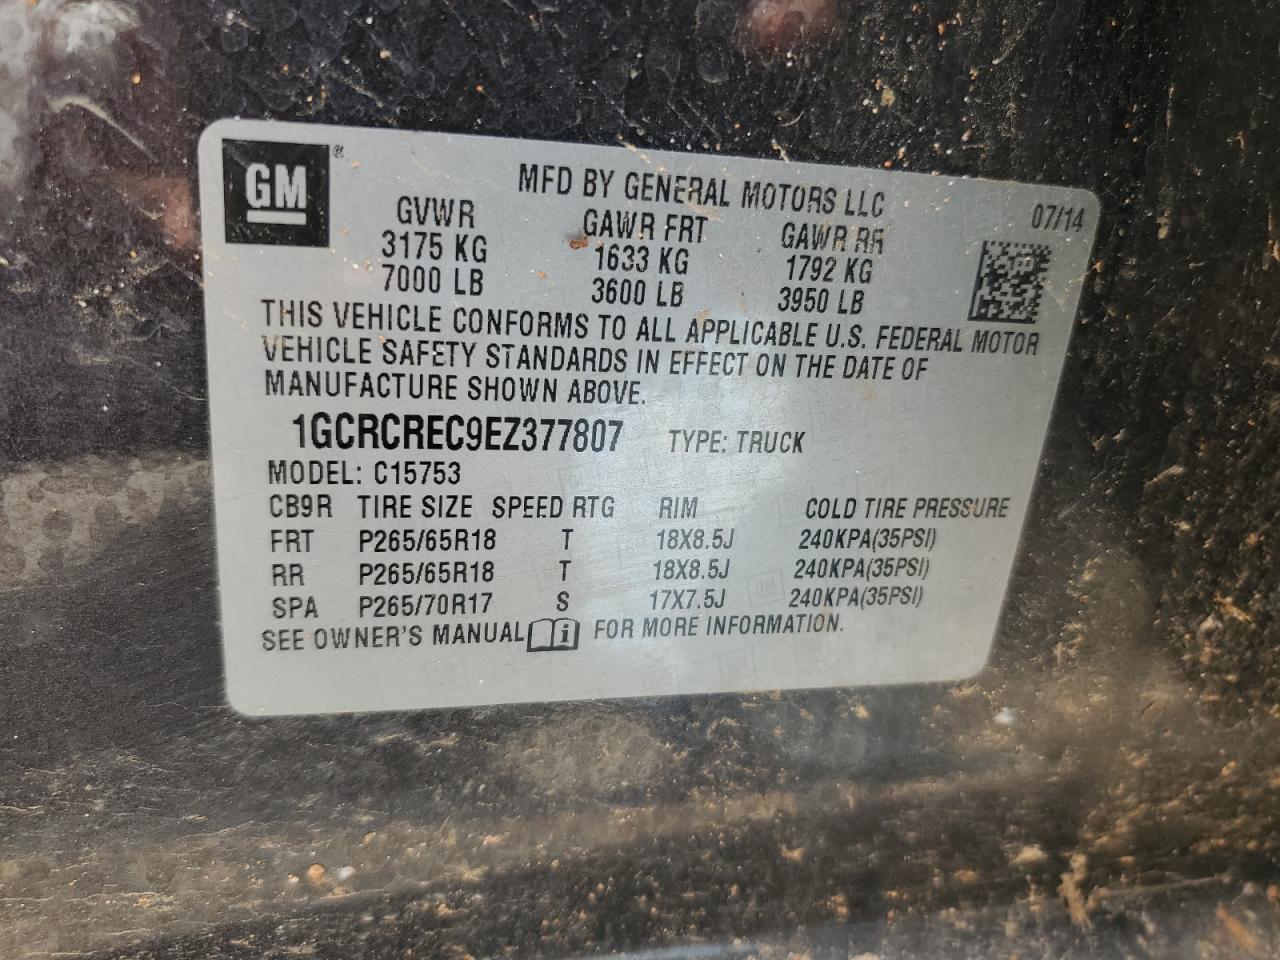 GM®
MFD BY GENERAL MOTORS LLC
07/14
GVWR GAWR FRT GAWR RR
3175 KG 1633 KG 1792 KG
7000 LB 3600 LB 3950 LB
THIS VEHICLE CONFORMS TO ALL APPLICABLE U.S. FEDERAL MOTOR
VEHICLE SAFETY STANDARDS IN EFFECT ON THE DATE OF
MANUFACTURE SHOWN ABOVE.
1GCRCREC9EZ377807 TYPE: TRUCK
MODEL: C15753
CB9R TIRE SIZE SPEED RTG RIM COLD TIRE PRESSURE
FRT P265/65R18 T 18X8.5J 240KPA(35PSI)
RR P265/65R18 T 18X8.5J 240KPA(35PSI)
SPA P265/70R17 S 17X7.5J 240KPA(35PSI)
SEE OWNER'S MANUAL i FOR MORE INFORMATION.